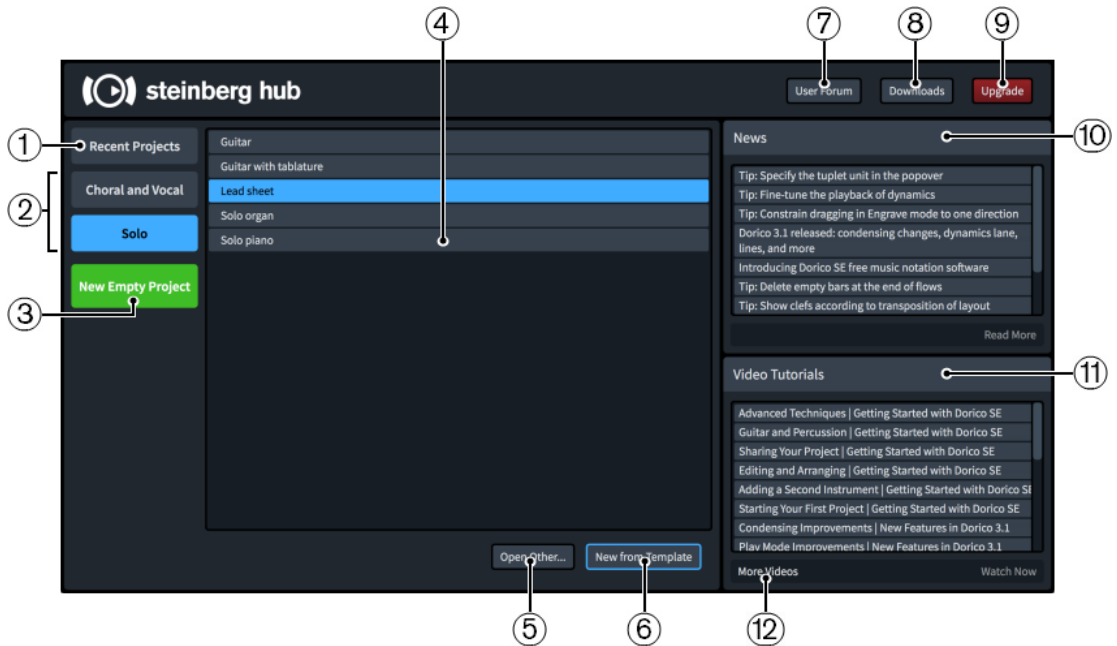 ④ ⑦ ⑧ ⑨
steinberg hub
User Forum Downloads Upgrade
① Recent Projects
② Choral and Vocal
Solo
New Empty Project
③
Guitar
Guitar with tablature
Lead sheet
Solo organ
Solo piano
Open Other... New from Template
⑤ ⑥
News ⑩
Tip: Specify the tuplet unit in the popover
Tip: Fine-tune the playback of dynamics
Tip: Constrain dragging in Engrave mode to one direction
Dorico 3.1 released: condensing changes, dynamics lane,
lines, and more
Introducing Dorico SE free music notation software
Tip: Delete empty bars at the end of flows
Tip: Show clefs according to transposition of layout
Read More
Video Tutorials ⑪
Advanced Techniques | Getting Started with Dorico SE
Guitar and Percussion | Getting Started with Dorico SE
Sharing Your Project | Getting Started with Dorico SE
Editing and Arranging | Getting Started with Dorico SE
Adding a Second Instrument | Getting Started with Dorico SE
Starting Your First Project | Getting Started with Dorico SE
Condensing Improvements | New Features in Dorico 3.1
Play Mode Improvements | New Features in Dorico 3.1
More Videos Watch Now
⑫